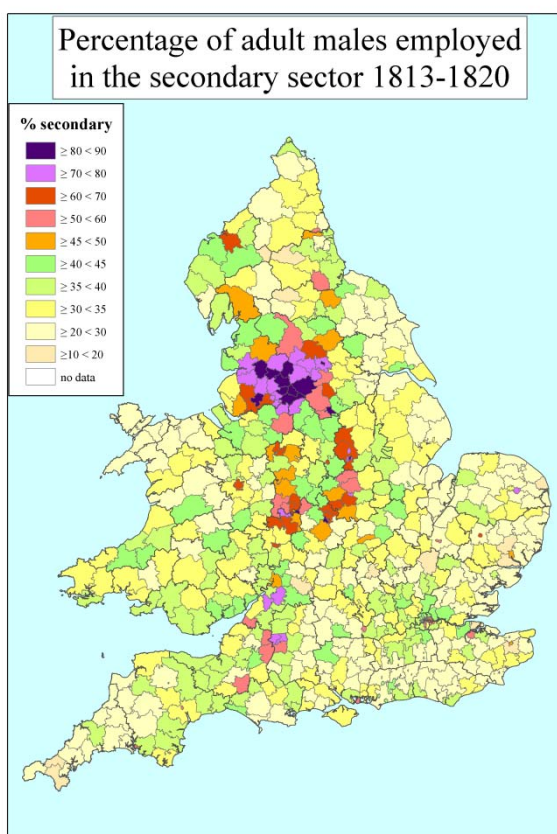 Percentage of adult males employed
in the secondary sector 1813-1820
% secondary
≥ 80 < 90
≥ 70 < 80
≥ 60 < 70
≥ 50 < 60
≥ 45 < 50
≥ 40 < 45
≥ 35 < 40
≥ 30 < 35
≥ 20 < 30
≥10 < 20
no data